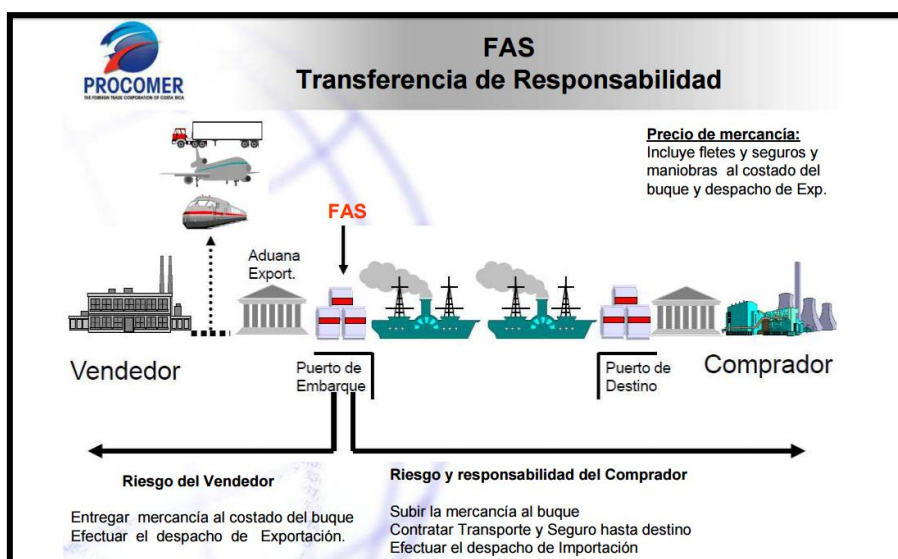 FAS
Transferencia de Responsabilidad
PROCOMER
THE FOREIGN TRADE CORPORATION OF COSTA RICA
Precio de mercancía:
Incluye fletes y seguros y
maniobras al costado del
buque y despacho de Exp.
FAS
Aduana
Export.
Vendedor
Puerto de
Embarque
Puerto de
Destino
Comprador
Riesgo del Vendedor
Entregar mercancía al costado del buque
Efectuar el despacho de Exportación.
Riesgo y responsabilidad del Comprador
Subir la mercancía al buque
Contratar Transporte y Seguro hasta destino
Efectuar el despacho de Importación